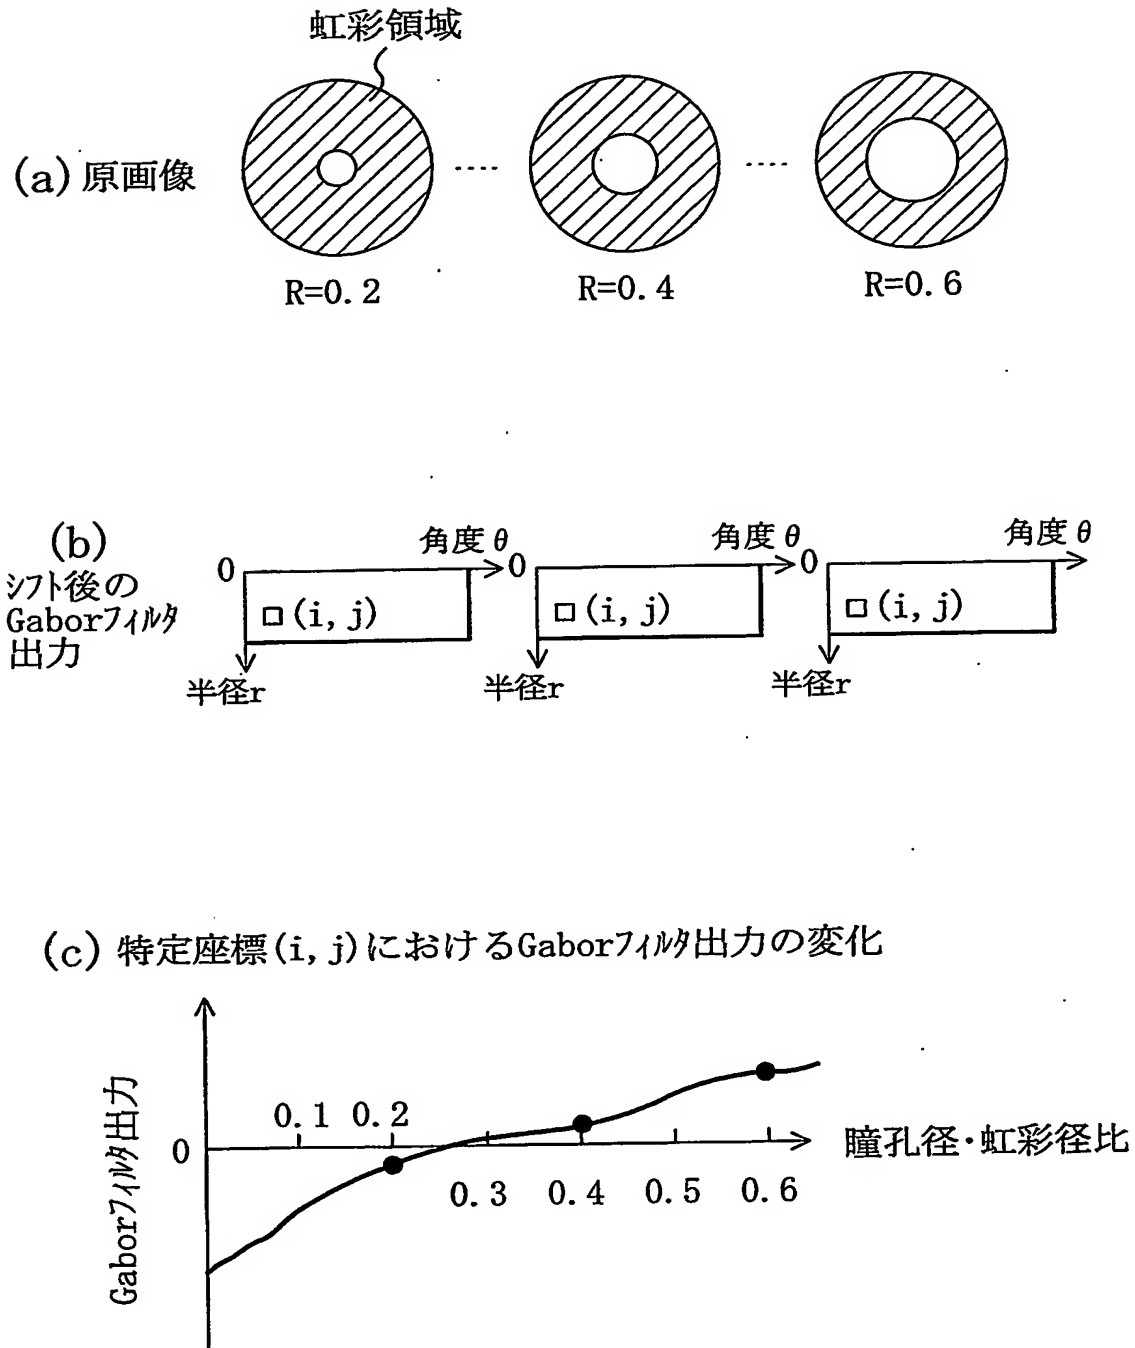 虹彩領域
(a) 原画像
R=0.2
R=0.4
R=0.6
(b)
シフト後の
Gaborフィルタ
出力
0
角度 θ
(i, j)
半径r
0
角度 θ
(i, j)
半径r
0
角度 θ
(i, j)
半径r
(c) 特定座標(i, j)におけるGaborフィルタ出力の変化
Gaborフィルタ出力
0
0.1 0.2
0.3 0.4 0.5 0.6
瞳孔径・虹彩径比